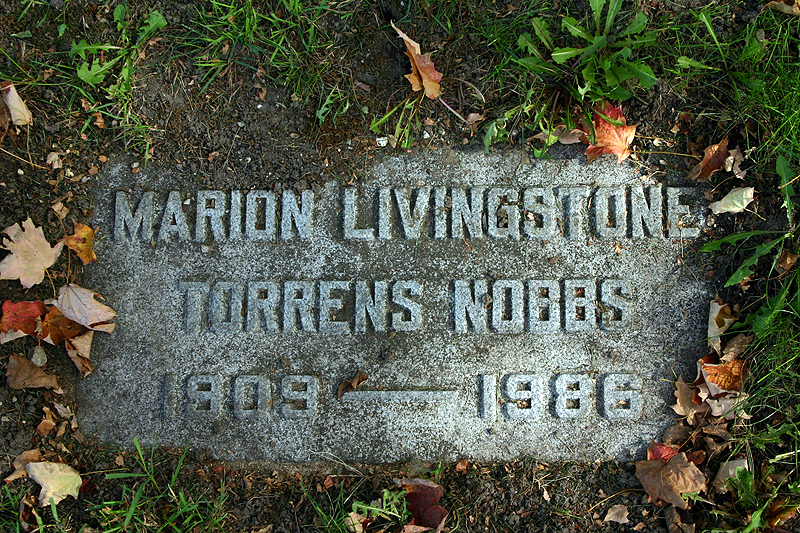 MARION LIVINGSTONE
TORRENS NOBBS
1909 — 1986